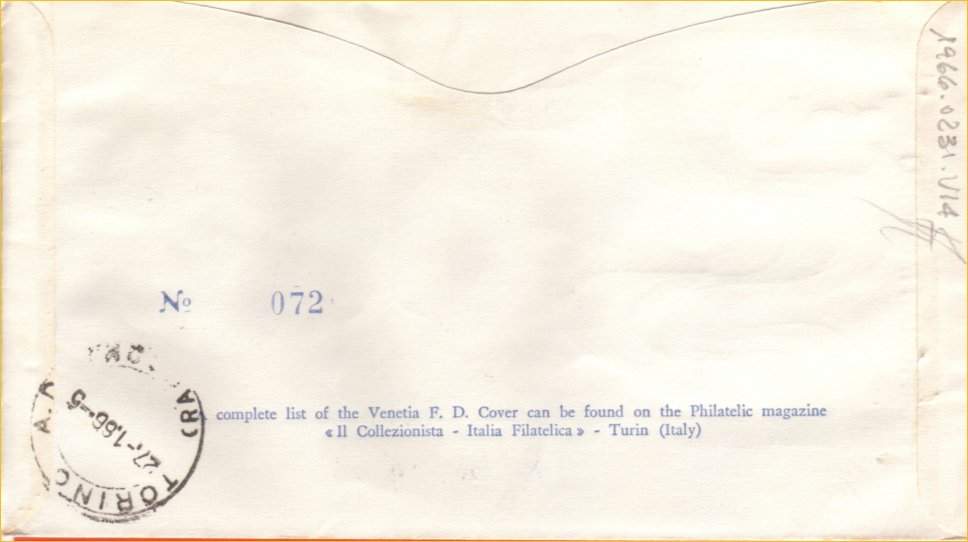 1966.0231.V14
Nº 072
complete list of the Venetia F. D. Cover can be found on the Philatelic magazine
« Il Collezionista - Italia Filatelica » - Turin (Italy)
TORINO
27-1.66--5